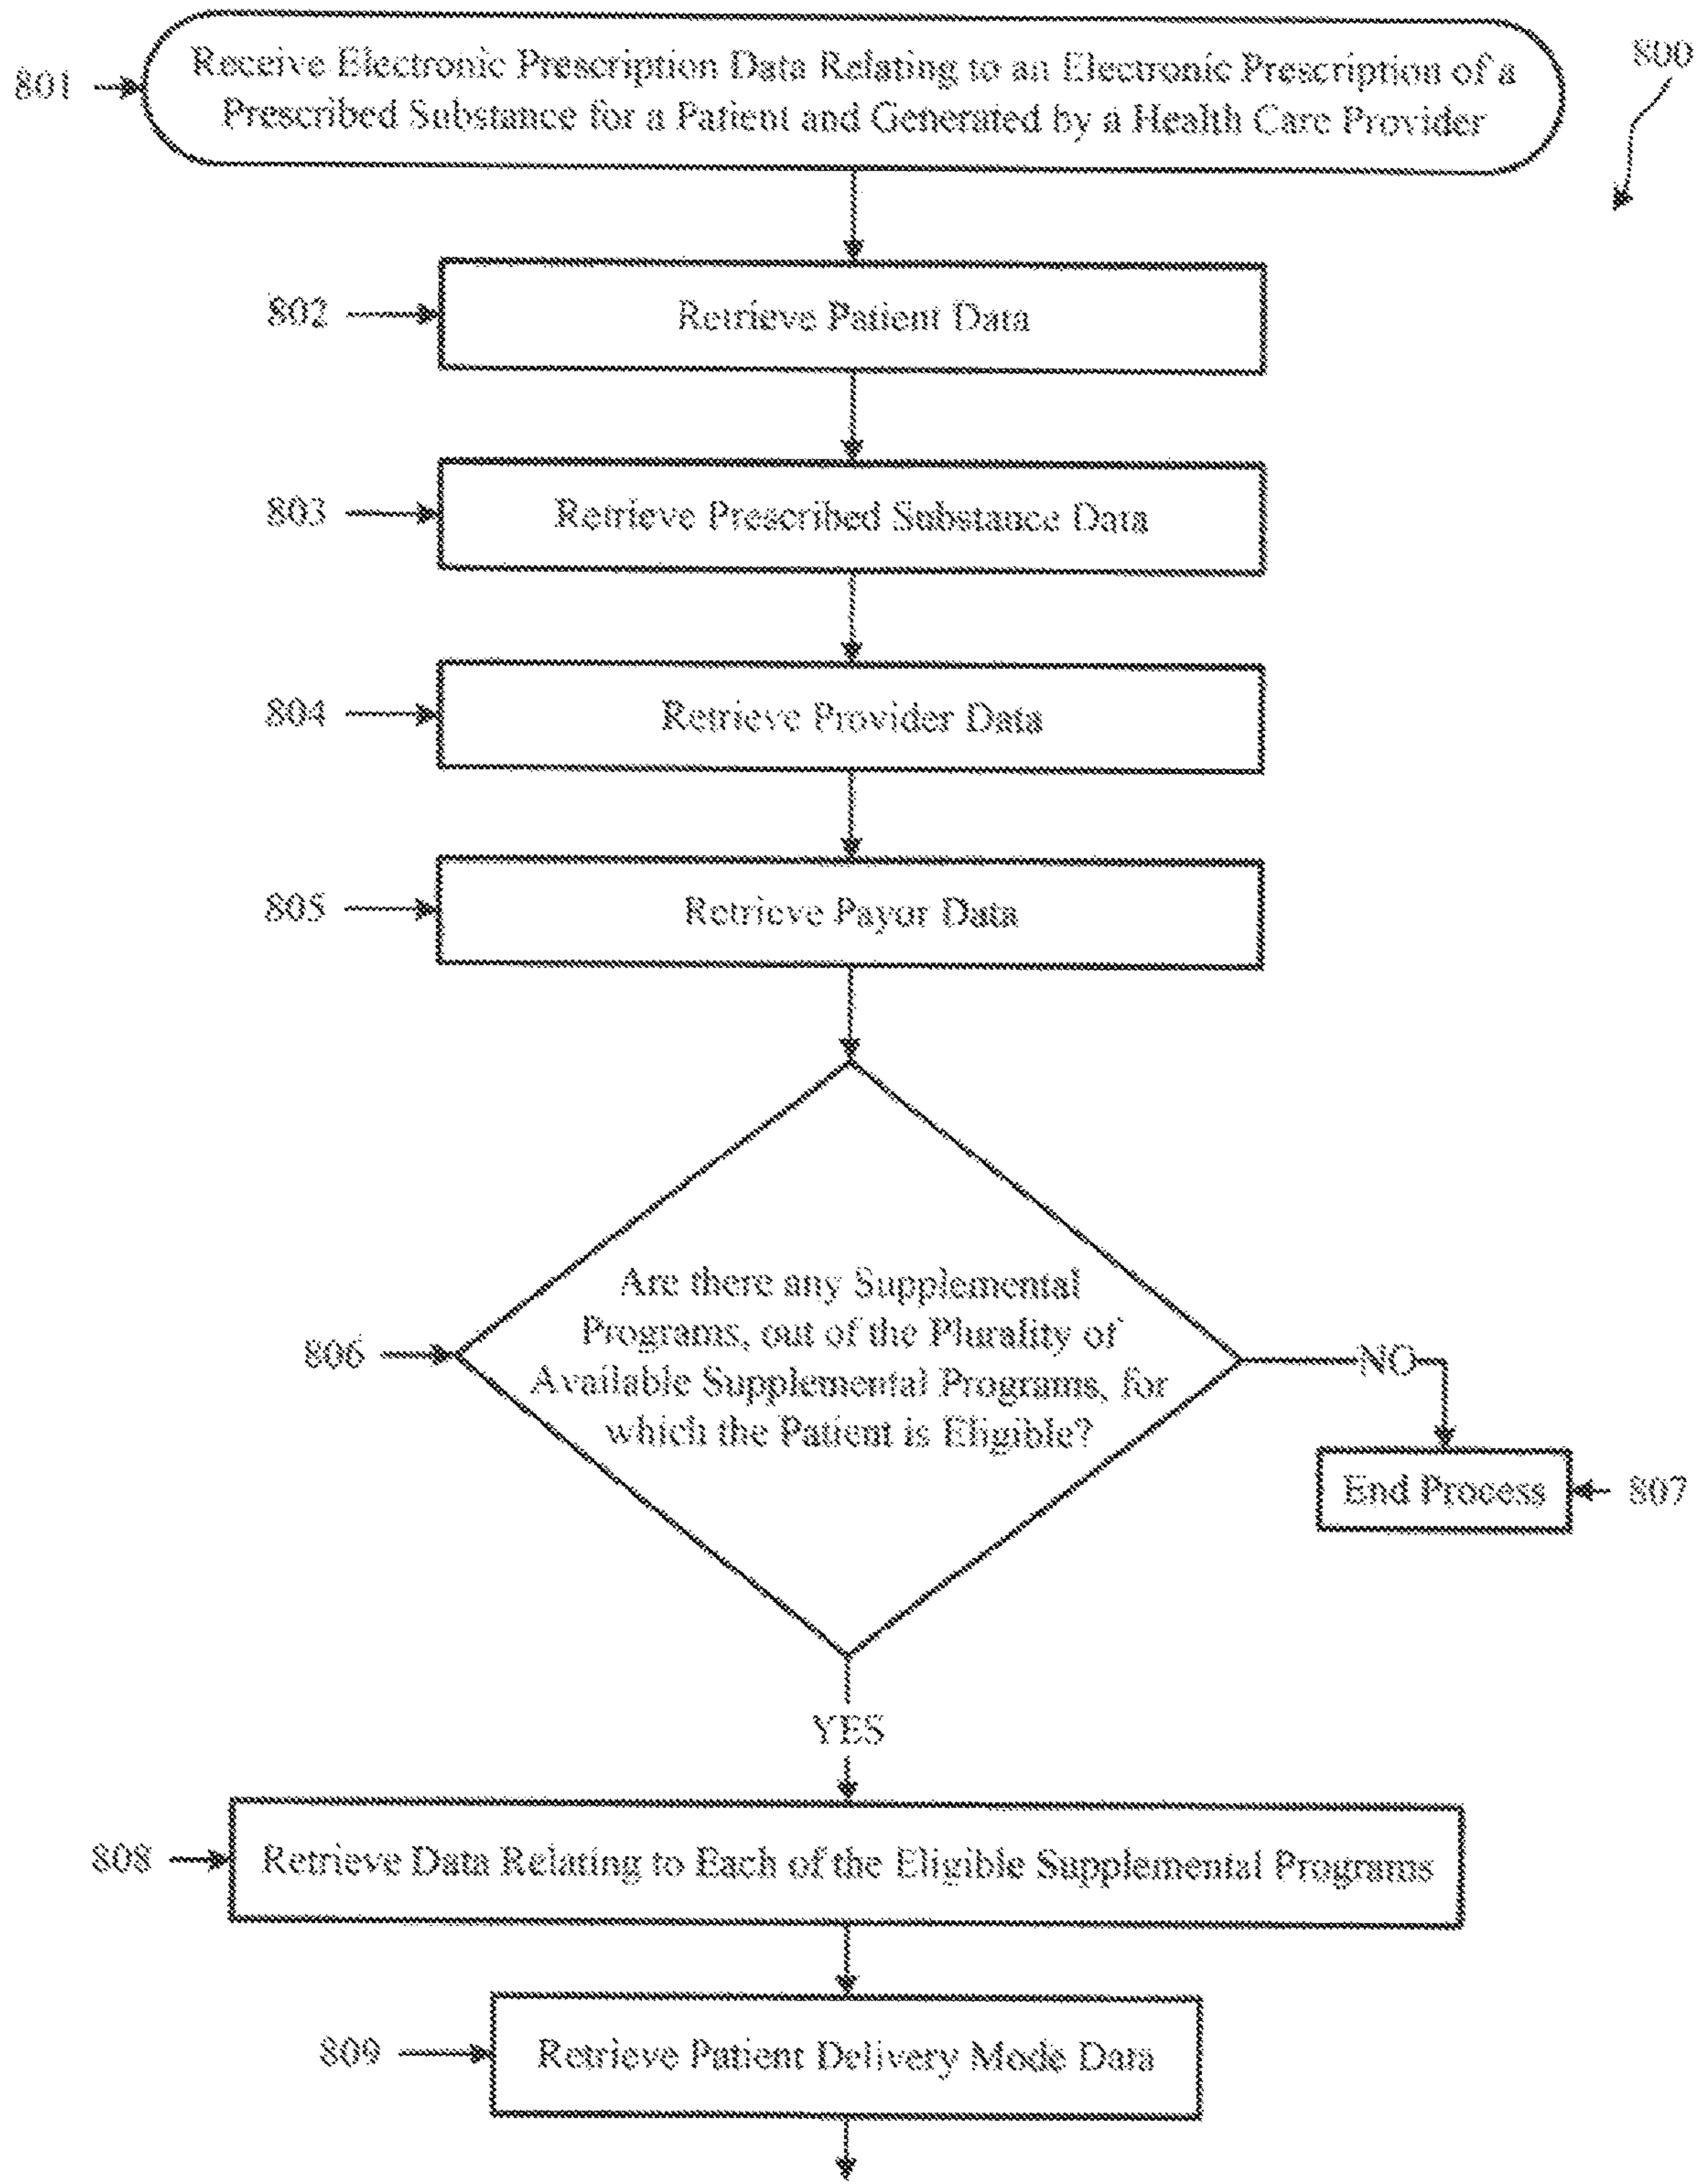 800
801
Receive Electronic Prescription Data Relating to an Electronic Prescription of a
Prescribed Substance for a Patient and Generated by a Health Care Provider
802
Retrieve Patient Data
803
Retrieve Prescribed Substance Data
804
Retrieve Provider Data
805
Retrieve Payor Data
806
Are there any Supplemental
Programs, out of the Plurality of
Available Supplemental Programs, for
which the Patient is Eligible?
NO
End Process
807
YES
808
Retrieve Data Relating to Each of the Eligible Supplemental Programs
809
Retrieve Patient Delivery Mode Data